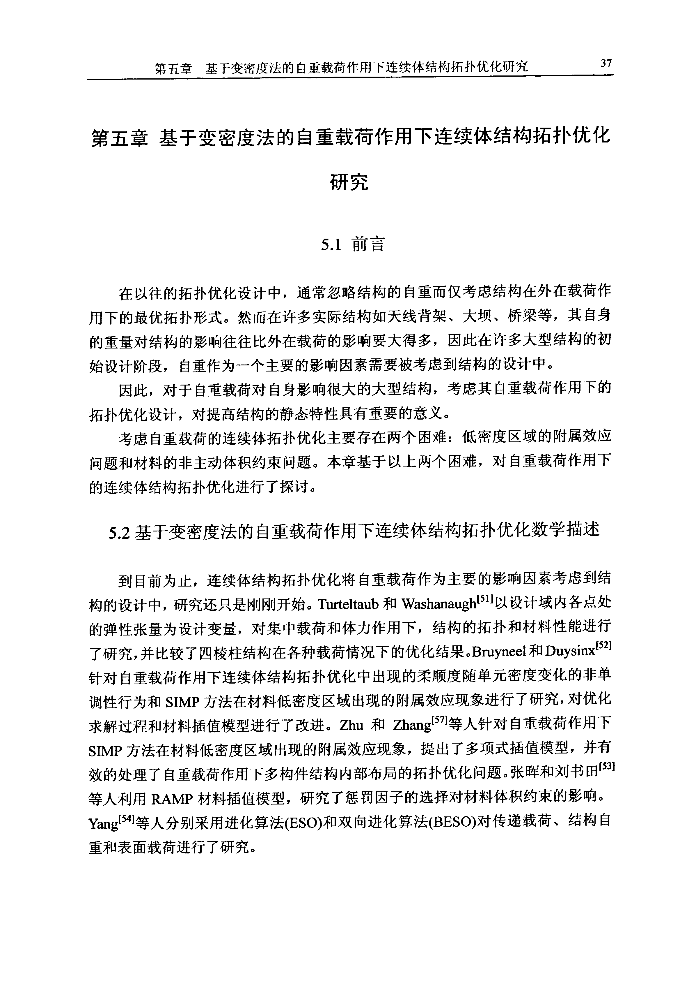 第五章 基于变密度法的自重载荷作用下连续体结构拓扑优化研究 37
第五章 基于变密度法的自重载荷作用下连续体结构拓扑优化
研究
5.1 前言
在以往的拓扑优化设计中，通常忽略结构的自重而仅考虑结构在外在载荷作
用下的最优拓扑形式。然而在许多实际结构如天线背架、大坝、桥梁等，其自身
的重量对结构的影响往往比外在载荷的影响要大得多，因此在许多大型结构的初
始设计阶段，自重作为一个主要的影响因素需要被考虑到结构的设计中。
因此，对于自重载荷对自身影响很大的大型结构，考虑其自重载荷作用下的
拓扑优化设计，对提高结构的静态特性具有重要的意义。
考虑自重载荷的连续体拓扑优化主要存在两个困难：低密度区域的附属效应
问题和材料的非主动体积约束问题。本章基于以上两个困难，对自重载荷作用下
的连续体结构拓扑优化进行了探讨。
5.2 基于变密度法的自重载荷作用下连续体结构拓扑优化数学描述
到目前为止，连续体结构拓扑优化将自重载荷作为主要的影响因素考虑到结
构的设计中，研究还只是刚刚开始。Turteltaub 和 Washanaugh[51]以设计域内各点处
的弹性张量为设计变量，对集中载荷和体力作用下，结构的拓扑和材料性能进行
了研究，并比较了四棱柱结构在各种载荷情况下的优化结果。Bruyneel 和 Duysinx[52]
针对自重载荷作用下连续体结构拓扑优化中出现的柔顺度随单元密度变化的非单
调性行为和 SIMP 方法在材料低密度区域出现的附属效应现象进行了研究，对优化
求解过程和材料插值模型进行了改进。Zhu 和 Zhang[57]等人针对自重载荷作用下
SIMP 方法在材料低密度区域出现的附属效应现象，提出了多项式插值模型，并有
效的处理了自重载荷作用下多构件结构内部布局的拓扑优化问题。张晖和刘书田[53]
等人利用 RAMP 材料插值模型，研究了惩罚因子的选择对材料体积约束的影响。
Yang[54]等人分别采用进化算法(ESO)和双向进化算法(BESO)对传递载荷、结构自
重和表面载荷进行了研究。